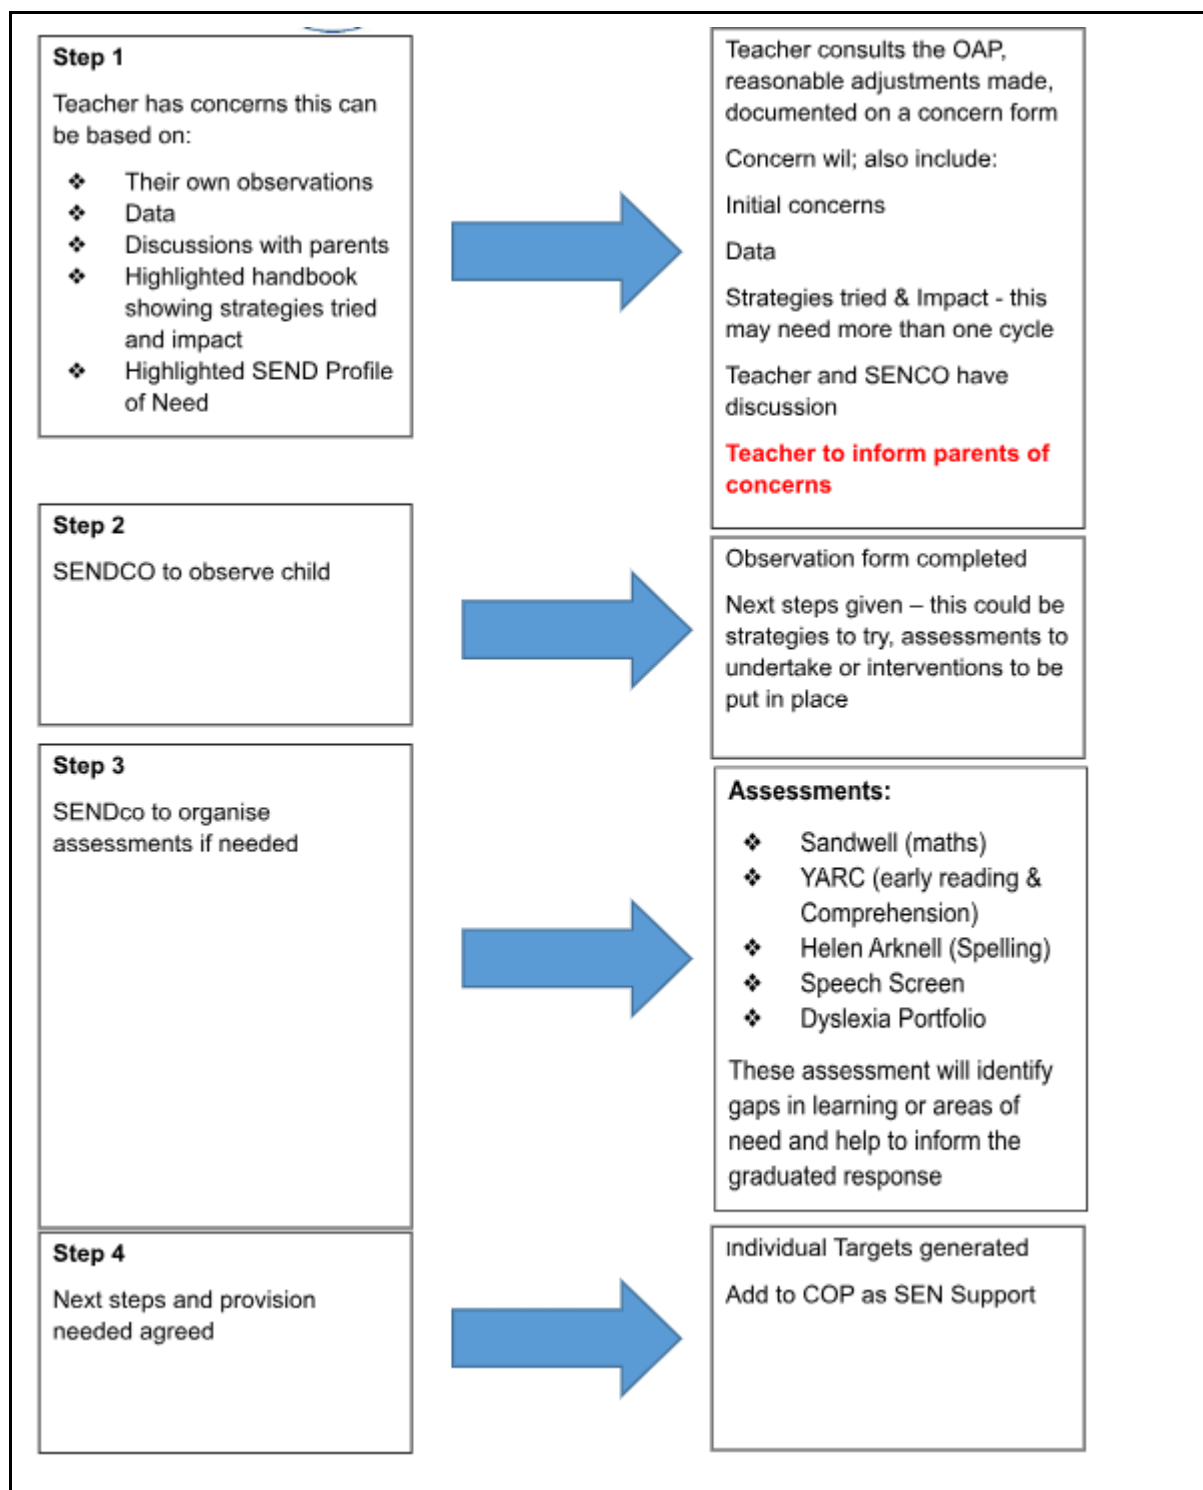 Step 1
Teacher has concerns this can
be based on:
❖ Their own observations
❖ Data
❖ Discussions with parents
❖ Highlighted handbook
showing strategies tried
and impact
❖ Highlighted SEND Profile
of Need
Teacher consults the OAP,
reasonable adjustments made,
documented on a concern form
Concern wil; also include:
Initial concerns
Data
Strategies tried & Impact - this
may need more than one cycle
Teacher and SENCO have
discussion
Teacher to inform parents of
concerns
Step 2
SENDCO to observe child
Observation form completed
Next steps given – this could be
strategies to try, assessments to
undertake or interventions to be
put in place
Step 3
SENDco to organise
assessments if needed
Assessments:
❖ Sandwell (maths)
❖ YARC (early reading &
Comprehension)
❖ Helen Arknell (Spelling)
❖ Speech Screen
❖ Dyslexia Portfolio
These assessment will identify
gaps in learning or areas of
need and help to inform the
graduated response
Step 4
Next steps and provision
needed agreed
Individual Targets generated
Add to COP as SEN Support